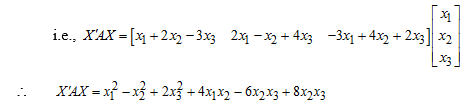 i.e., X'AX = [x₁ + 2x₂ − 3x₃   2x₁ − x₂ + 4x₃   −3x₁ + 4x₂ + 2x₃] [x₁ x₂ x₃]
∴ X'AX = x₁² − x₂² + 2x₃² + 4x₁x₂ − 6x₂x₃ + 8x₂x₃